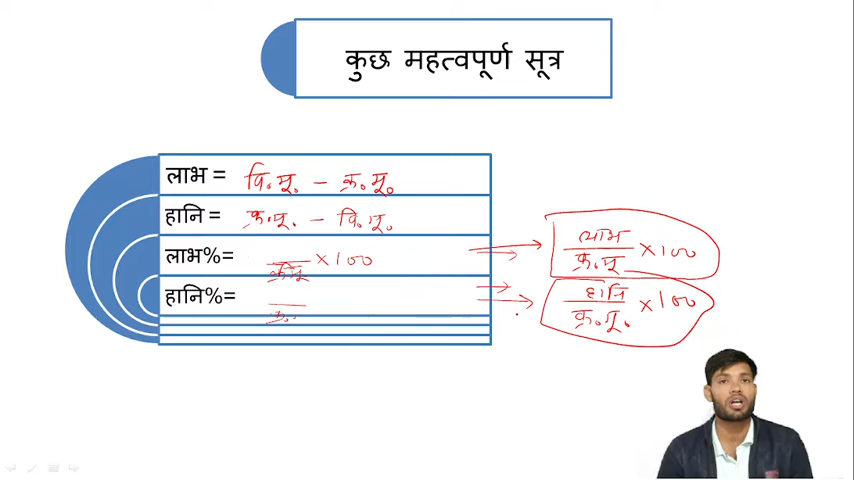 कुछ महत्वपूर्ण सूत्र
लाभ = वि.मू. – क्र.मू.
हानि = क्र.मू. – वि.मू.
लाभ%= क्र.मू ×100
हानि%= क्र.
लाभ
क्र.मू ×100
हानि
क्र.मू. ×100